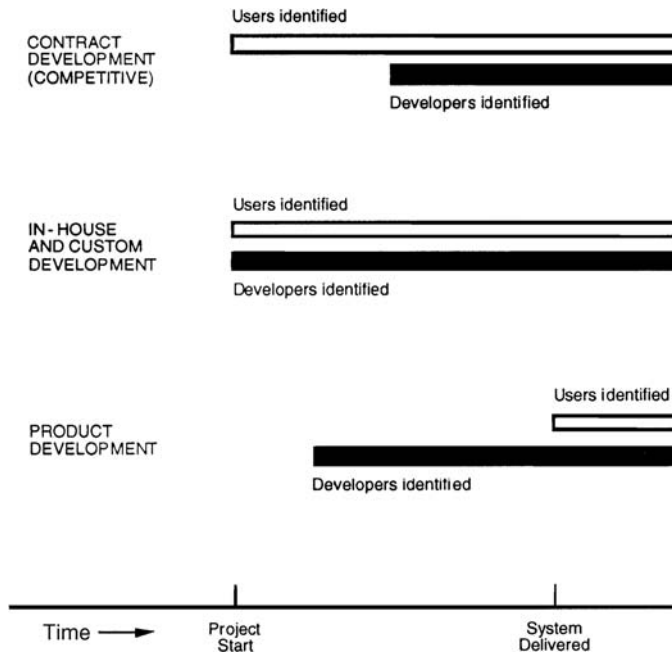 Users identified
CONTRACT
DEVELOPMENT
(COMPETITIVE)
Developers identified
Users identified
IN-HOUSE
AND CUSTOM
DEVELOPMENT
Developers identified
Users identified
PRODUCT
DEVELOPMENT
Developers identified
Time
Project
Start
System
Delivered